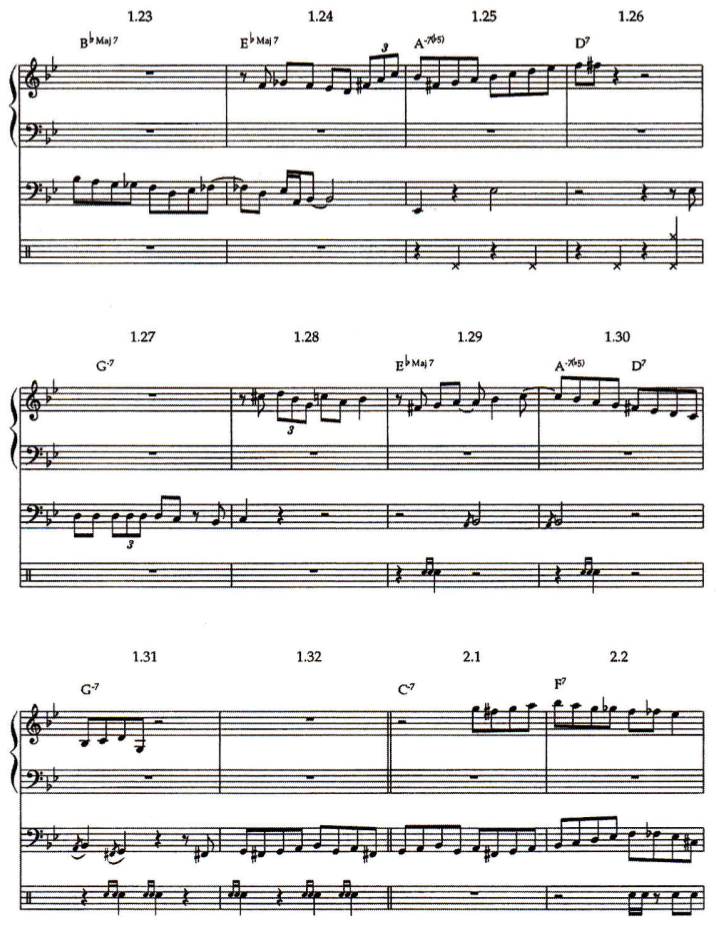 1.23 1.24 1.25 1.26
B♭Maj 7 E♭Maj 7 A-7(♭5) D7
3
1.27 1.28 1.29 1.30
G-7 E♭Maj 7 A-7(♭5) D7
3
3
1.31 1.32 2.1 2.2
G-7 C-7 F7